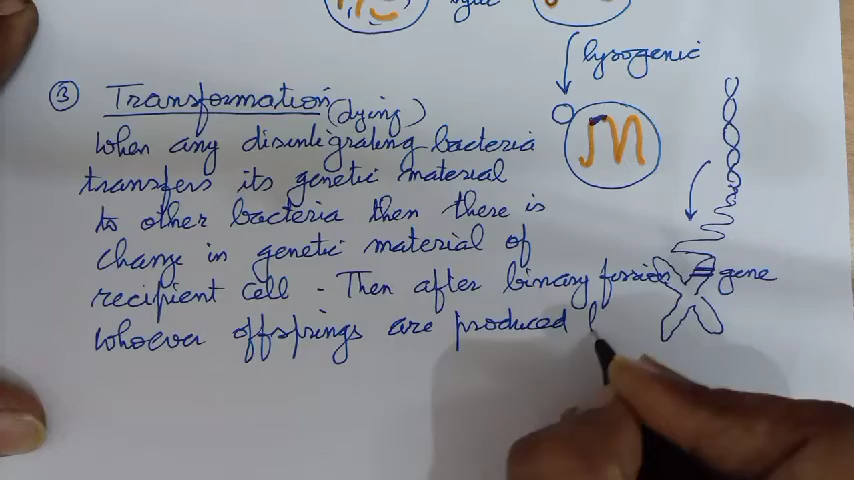 lysogenic
③ Transformation (dying)
When any disintigrating bacteria
transfers its genetic material
to other bacteria then there is
change in genetic material of
recipient cell - Then after binary fission
gene
whoever offsprings are produced